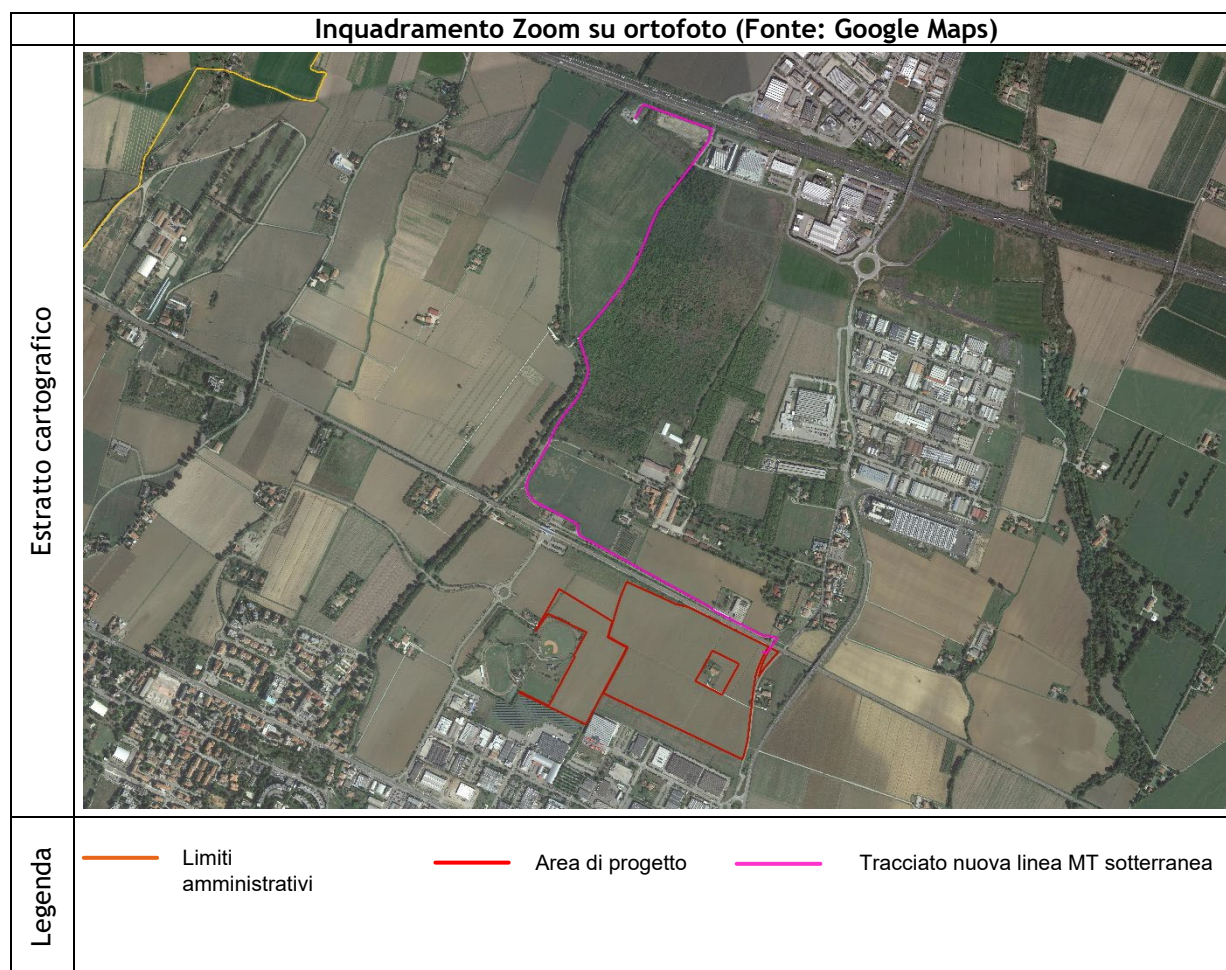 Inquadramento Zoom su ortofoto (Fonte: Google Maps)
Estratto cartografico
Legenda
Limiti
amministrativi
Area di progetto
Tracciato nuova linea MT sotterranea